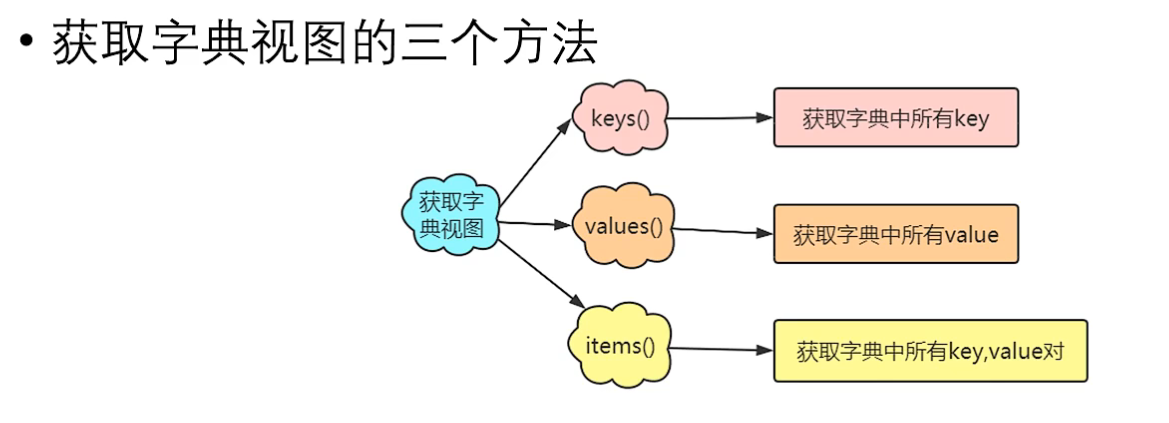 • 获取字典视图的三个方法
keys()
获取字典中所有key
获取字
典视图
values()
获取字典中所有value
items()
获取字典中所有key,value对